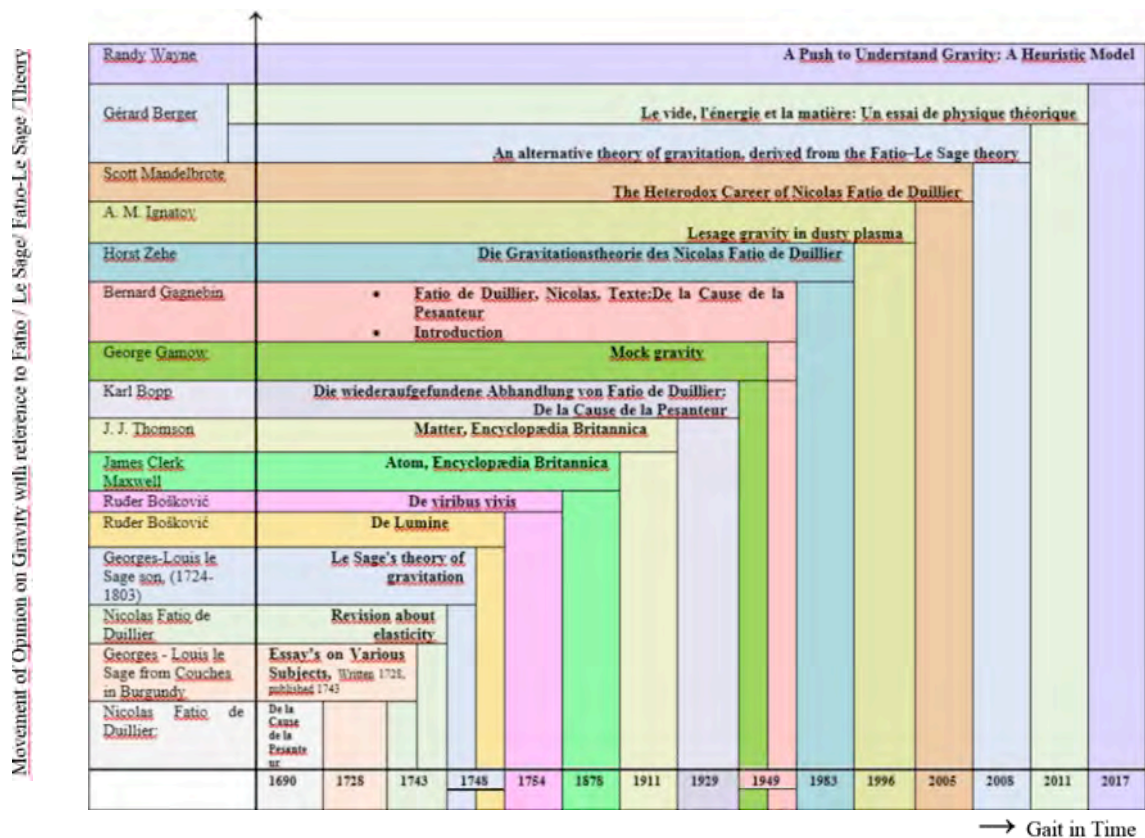 Movement of Opinion on Gravity with reference to Fatio / Le Sage/ Fatio-Le Sage /Theory
Randy Wayne
A Push to Understand Gravity: A Heuristic Model
Gérard Berger
Le vide, l'énergie et la matière: Un essai de physique théorique
An alternative theory of gravitation, derived from the Fatio–Le Sage theory
Scott Mandelbrote
The Heterodox Career of Nicolas Fatio de Duillier
A. M. Ignatov
Lesage gravity in dusty plasma
Horst Zehe
Die Gravitationstheorie des Nicolas Fatio de Duillier
Bernard Gagnebin
• Fatio de Duillier, Nicolas, Texte:De la Cause de la
Pesanteur
• Introduction
George Gamow
Mock gravity
Karl Bopp
Die wiederaufgefundene Abhandlung von Fatio de Duillier:
De la Cause de la Pesanteur
J. J. Thomson
Matter, Encyclopædia Britannica
James Clerk
Maxwell
Atom, Encyclopædia Britannica
Ruđer Bošković
De viribus vivis
Ruđer Bošković
De Lumine
Georges-Louis le
Sage son, (1724-
1803)
Le Sage's theory of
gravitation
Nicolas Fatio de
Duillier
Revision about
elasticity
Georges - Louis le
Sage from Couches
in Burgundy
Essay's on Various
Subjects, Written 1728,
published 1743
Nicolas Fatio de
Duillier:
De la
Cause
de la
Pesante
ur
1690 1728 1743 1748 1754 1878 1911 1929 1949 1983 1996 2005 2008 2011 2017
→ Gait in Time